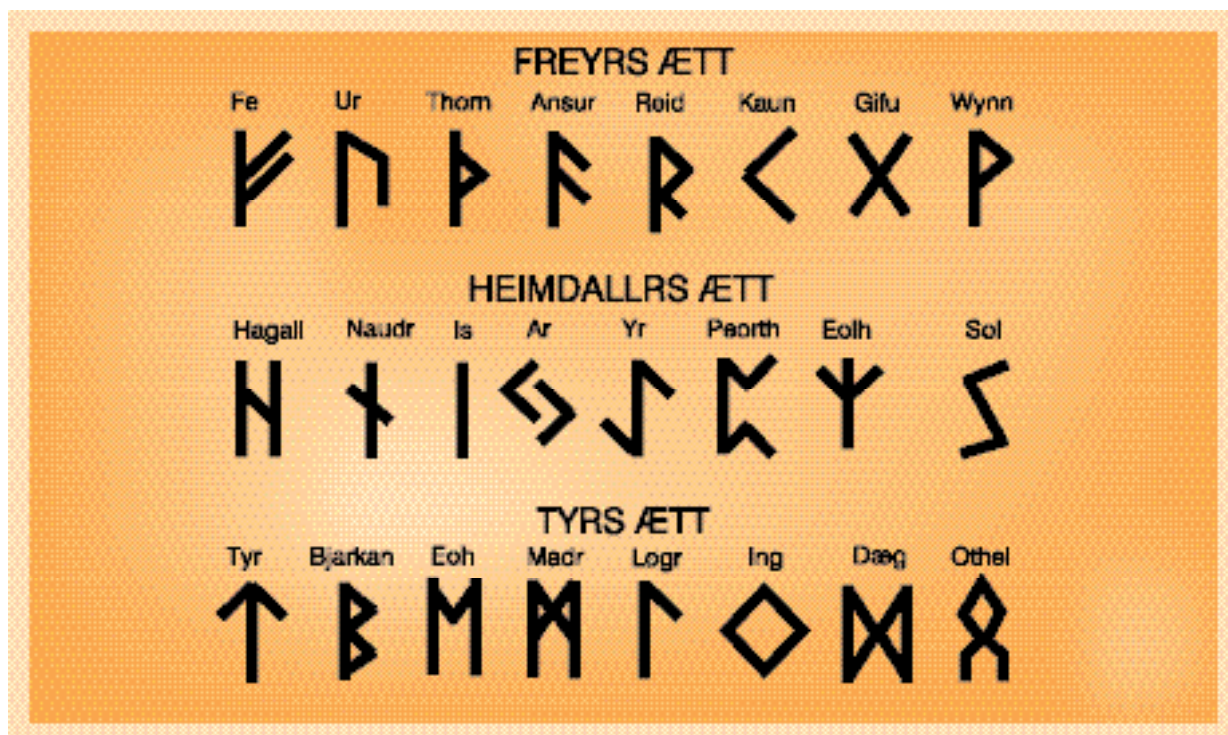 FREYRS ÆTT
Fe Ur Thorn Ansur Reid Kaun Gifu Wynn
ᚠ ᚢ ᚦ ᚨ ᚱ ᚲ ᚷ ᚹ
HEIMDALLRS ÆTT
Hagall Naudr Is Ar Yr Peorth Eolh Sol
ᚺ ᚾ ᛁ ᛃ ᛇ ᛈ ᛉ ᛊ
TYRS ÆTT
Tyr Bjarkan Eoh Madr Logr Ing Dæg Othel
ᛏ ᛒ ᛖ ᛗ ᛚ ᛜ ᛞ ᛟ